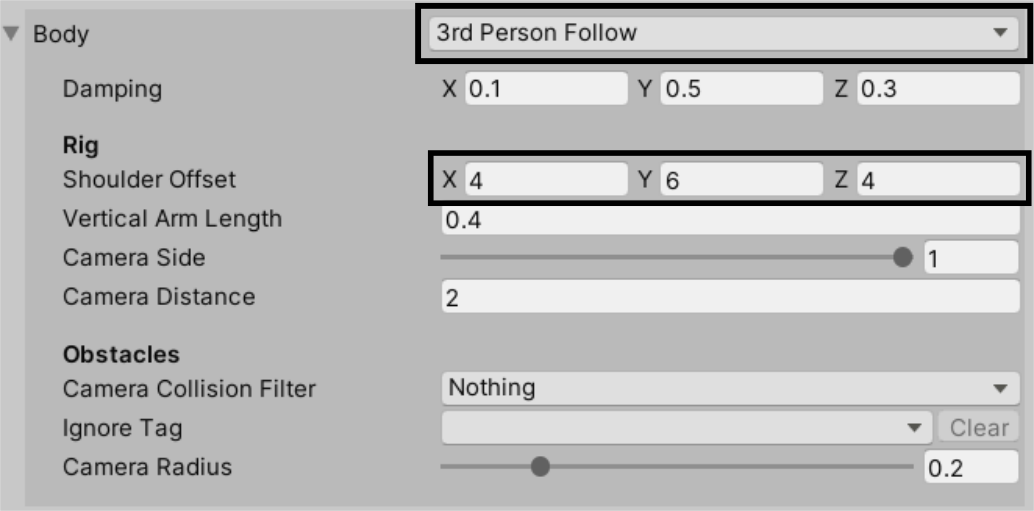 Body 3rd Person Follow
Damping X 0.1 Y 0.5 Z 0.3
Rig
Shoulder Offset X 4 Y 6 Z 4
Vertical Arm Length 0.4
Camera Side 1
Camera Distance 2
Obstacles
Camera Collision Filter Nothing
Ignore Tag Clear
Camera Radius 0.2